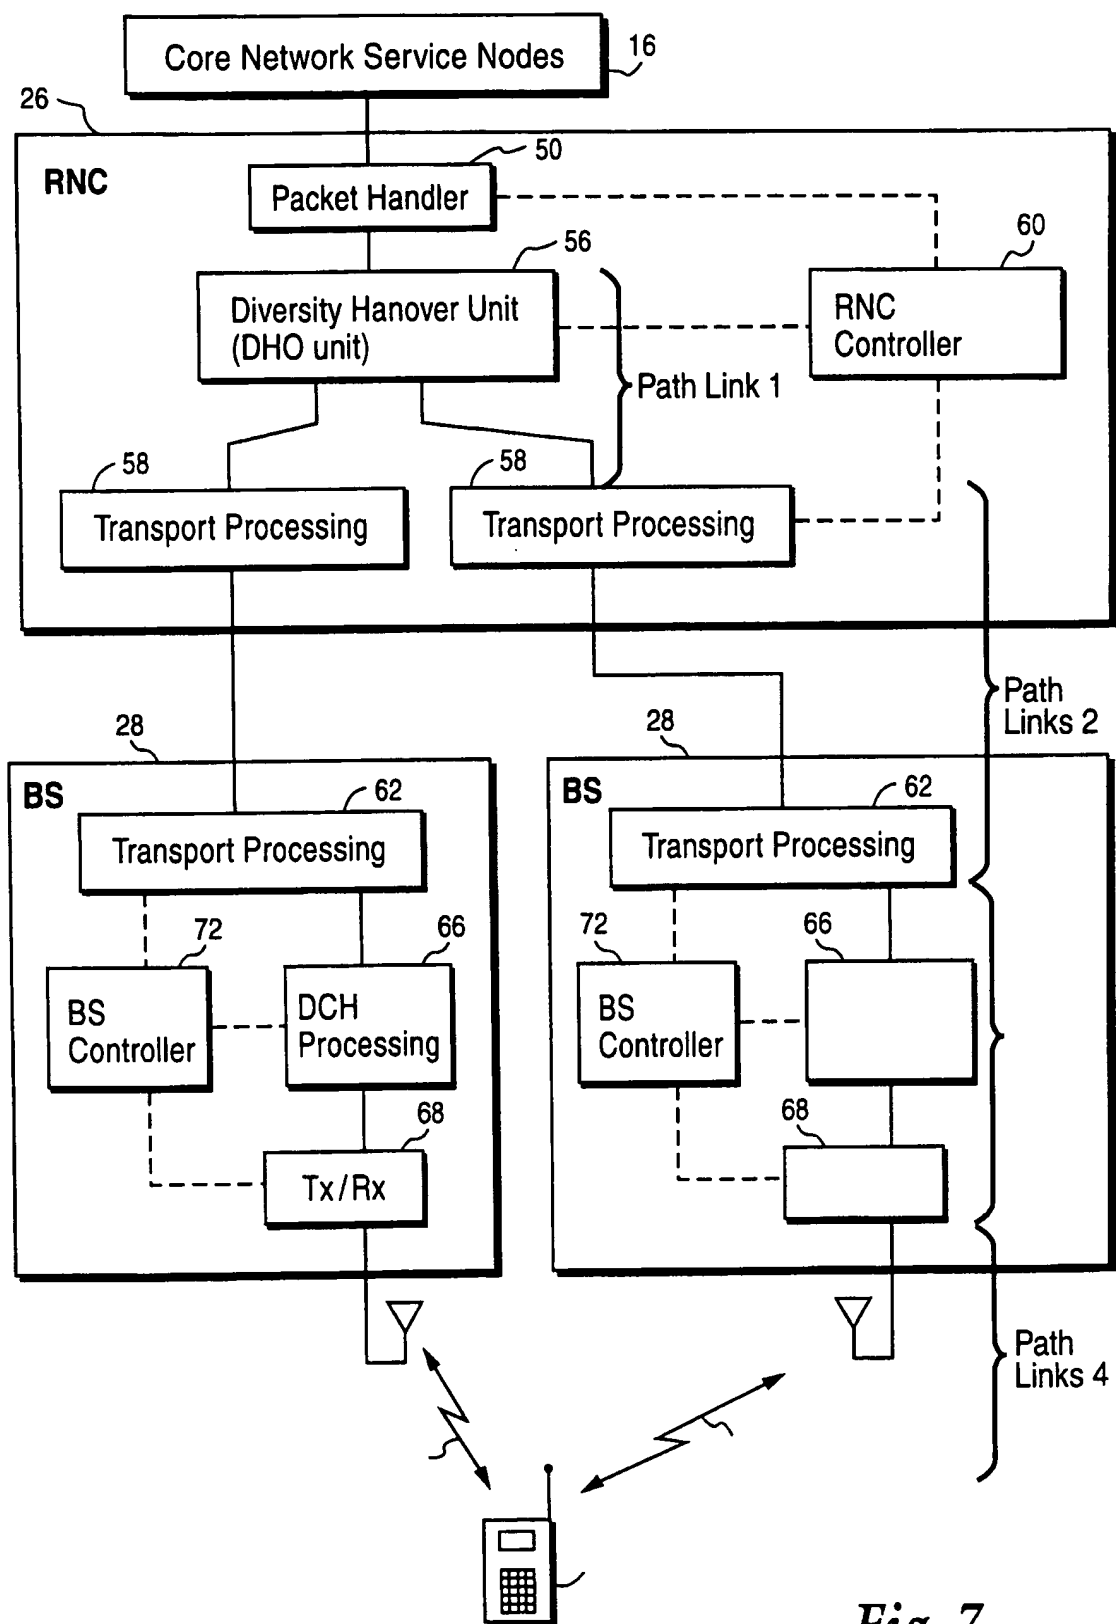 Core Network Service Nodes
16
26
RNC
50
Packet Handler
56
60
Diversity Hanover Unit
(DHO unit)
RNC
Controller
Path Link 1
58
58
Transport Processing
Transport Processing
Path
Links 2
28
28
BS
BS
62
62
Transport Processing
Transport Processing
72
66
72
66
BS
Controller
DCH
Processing
BS
Controller
68
68
Tx/Rx
Path
Links 4
Fig. 7